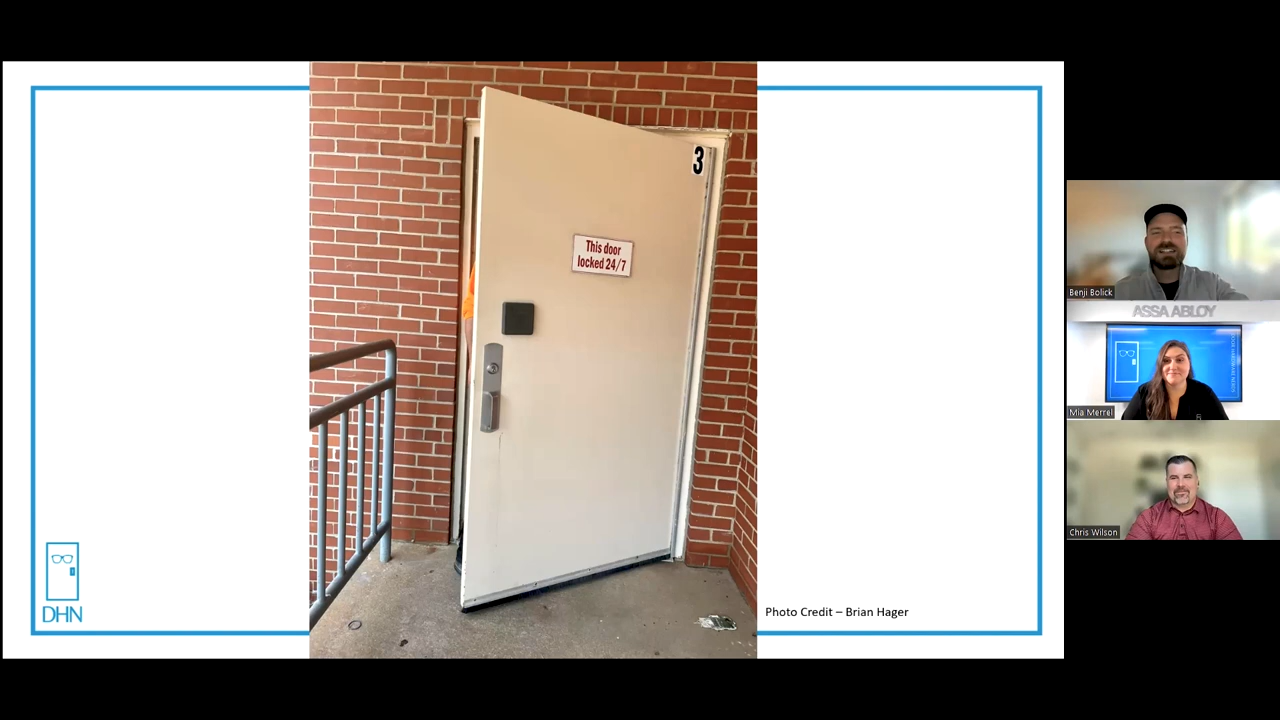 3
This door
locked 24/7
DHN
Photo Credit – Brian Hager
Benji Bolick
ASSA ABLOY
Mia Merrel
Chris Wilson